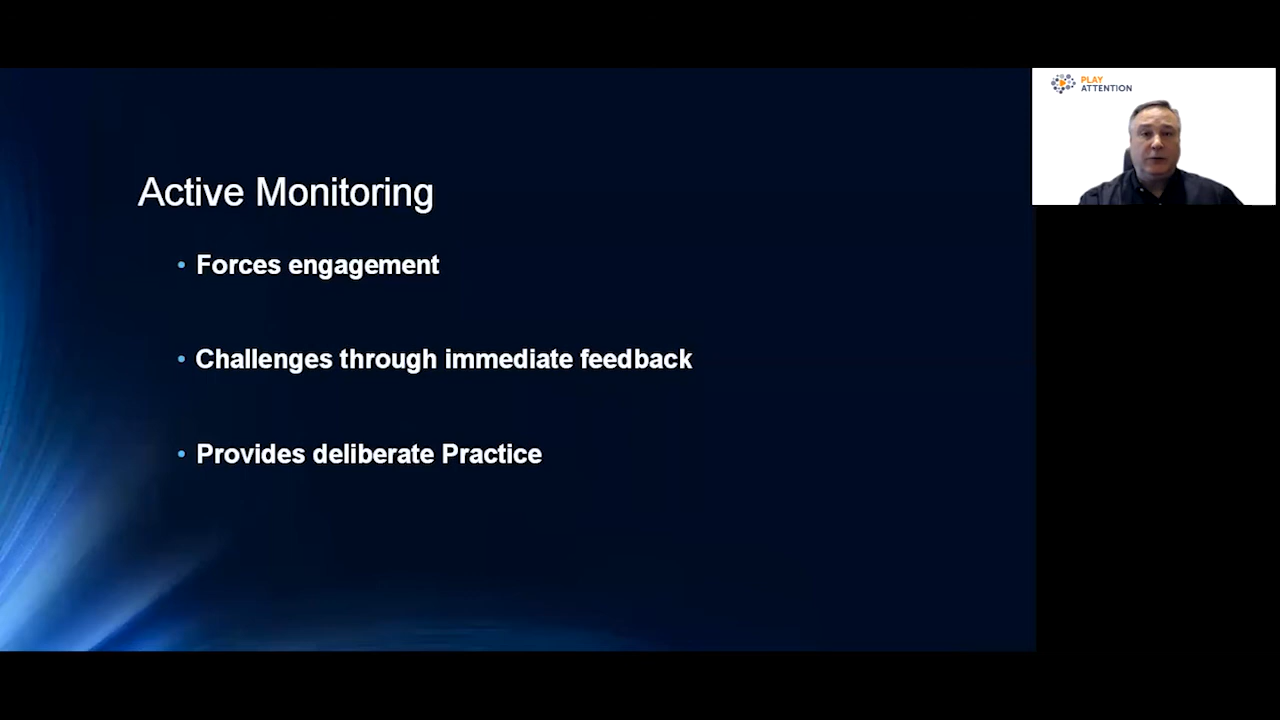 Active Monitoring
• Forces engagement
• Challenges through immediate feedback
• Provides deliberate Practice
PLAY
ATTENTION